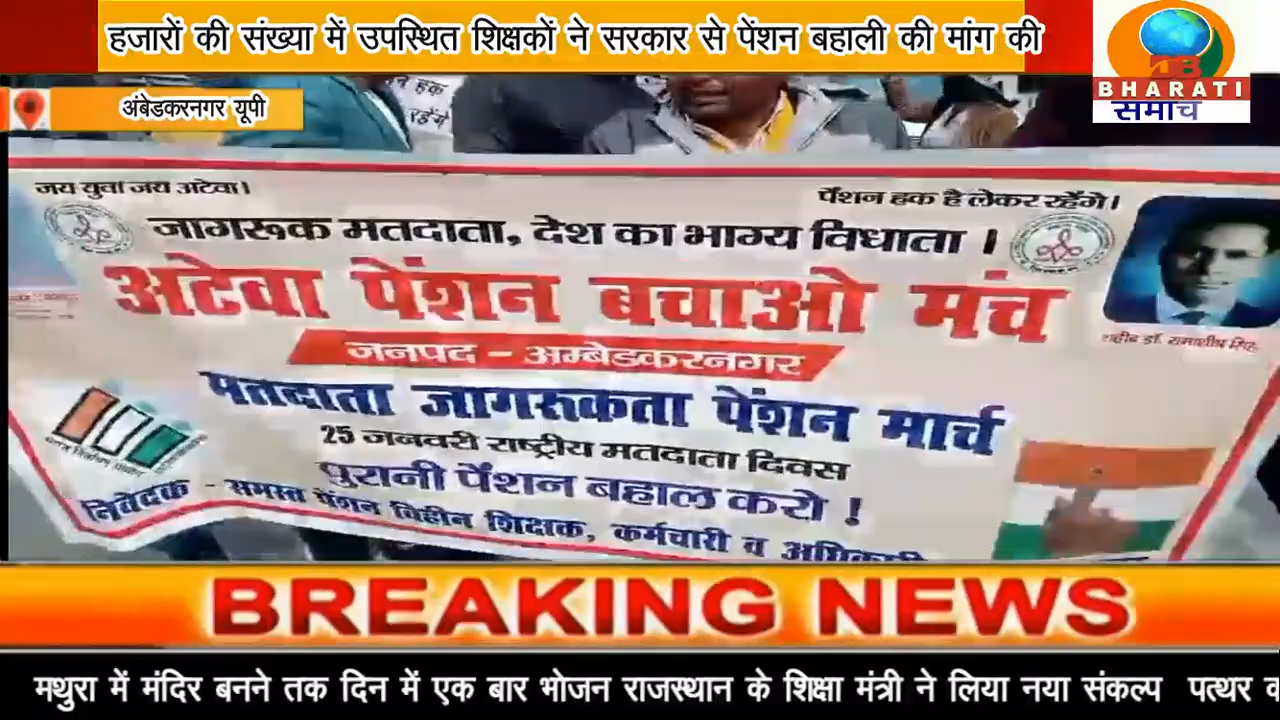 हजारों की संख्या में उपस्थित शिक्षकों ने सरकार से पेंशन बहाली की मांग की
BHARATI
समाच
अंबेडकरनगर यूपी
जय युवा जय अटेवा।
पेंशन हक है लेकर रहेंगे।
जागरूक मतदाता, देश का भाग्य विधाता ।
अटेवा पेंशन बचाओ मंच
शहीद डॉ. रामाशीष सिंह
जनपद - अम्बेडकरनगर
मतदाता जागरूकता पेंशन मार्च
25 जनवरी राष्ट्रीय मतदाता दिवस
पुरानी पेंशन बहाल करो !
निवेदक - समस्त पेंशन विहीन शिक्षक, कर्मचारी व अधिकारी
BREAKING NEWS
मथुरा में मंदिर बनने तक दिन में एक बार भोजन राजस्थान के शिक्षा मंत्री ने लिया नया संकल्प पत्थर